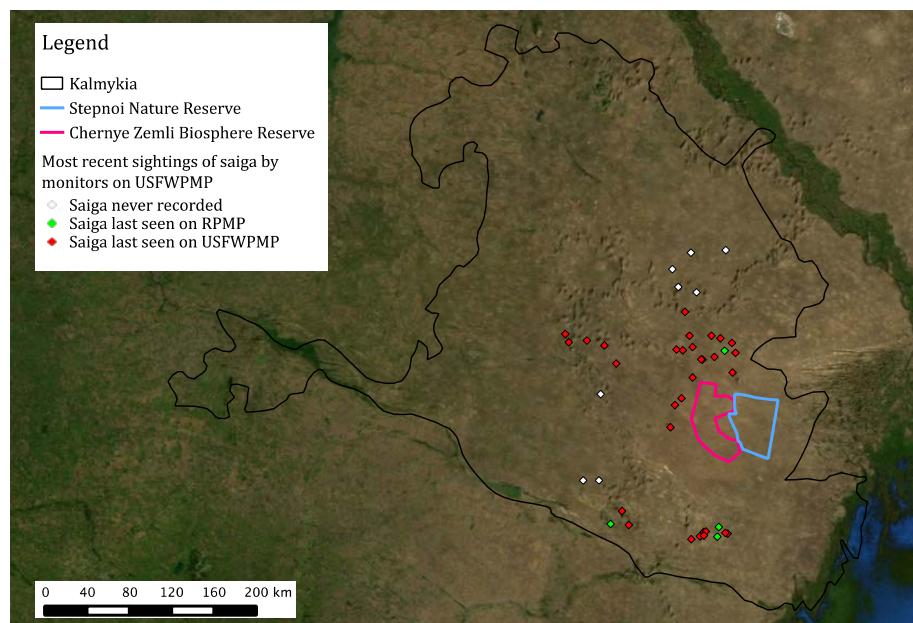 Legend
Kalmykia
Stepnoi Nature Reserve
Chernye Zemli Biosphere Reserve
Most recent sightings of saiga by
monitors on USFWPMP
Saiga never recorded
Saiga last seen on RPMP
Saiga last seen on USFWPMP
0 40 80 120 160 200 km